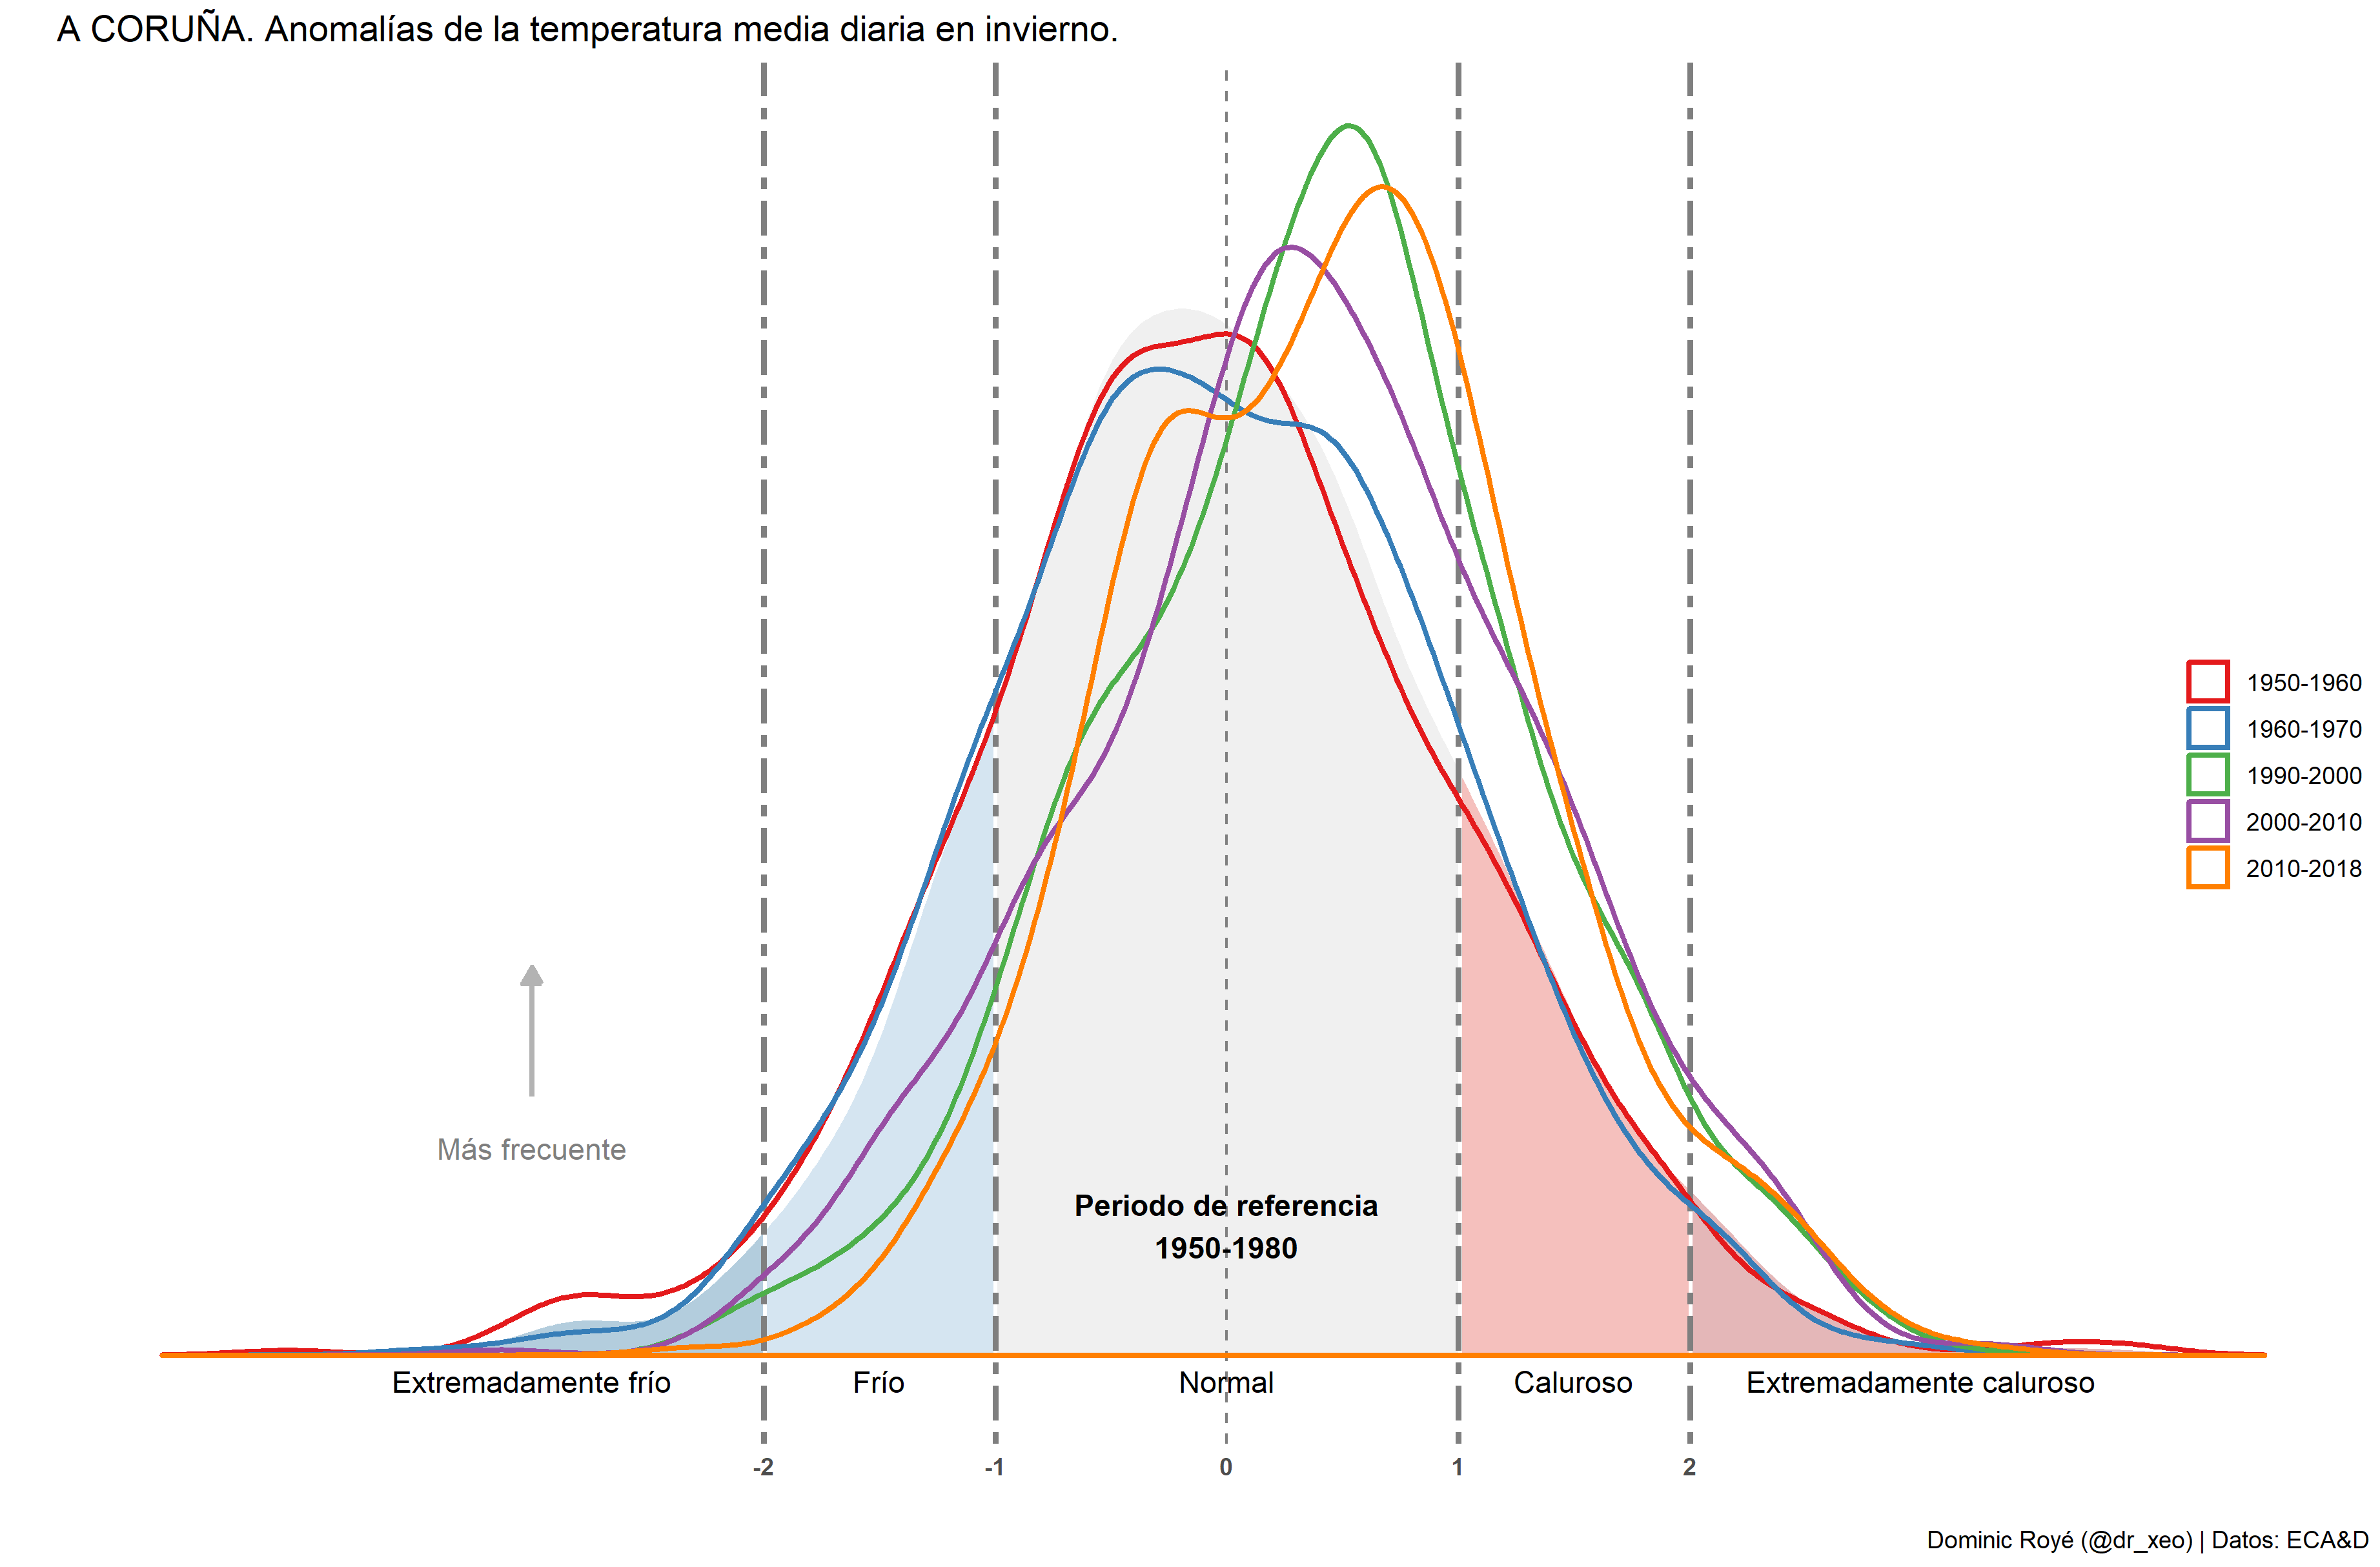 A CORUÑA. Anomalías de la temperatura media diaria en invierno.
1950-1960
1960-1970
1990-2000
2000-2010
2010-2018
Más frecuente
Periodo de referencia
1950-1980
Extremadamente frío
Frío
Normal
Caluroso
Extremadamente caluroso
-2
-1
0
1
2
Dominic Royé (@dr_xeo) | Datos: ECA&D